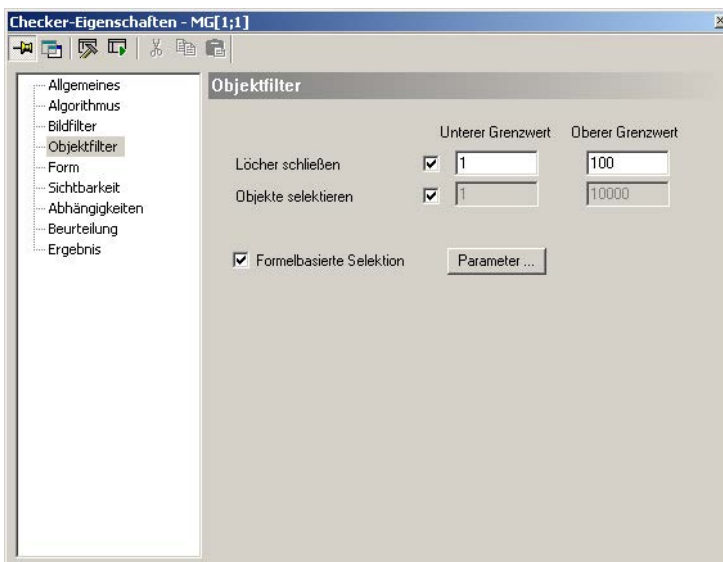 Checker-Eigenschaften - MG[1;1]
Allgemeines
Algorithmus
Bildfilter
Objektfilter
Form
Sichtbarkeit
Abhängigkeiten
Beurteilung
Ergebnis
Objektfilter
Unterer Grenzwert Oberer Grenzwert
Löcher schließen 1 100
Objekte selektieren 1 10000
Formelbasierte Selektion Parameter ...